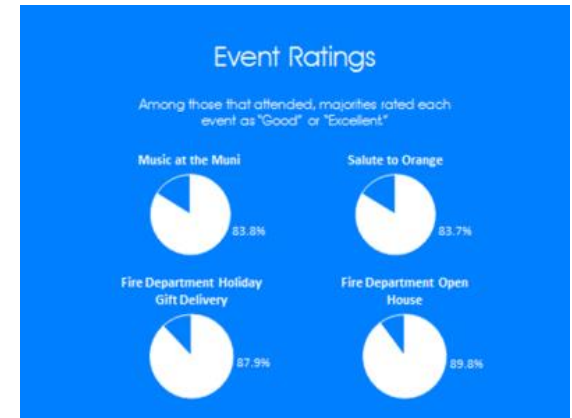 Event Ratings
Among those that attended, majorities rated each
event as "Good" or "Excellent."
Music at the Muni
83.8%
Salute to Orange
83.7%
Fire Department Holiday
Gift Delivery
87.9%
Fire Department Open
House
89.8%